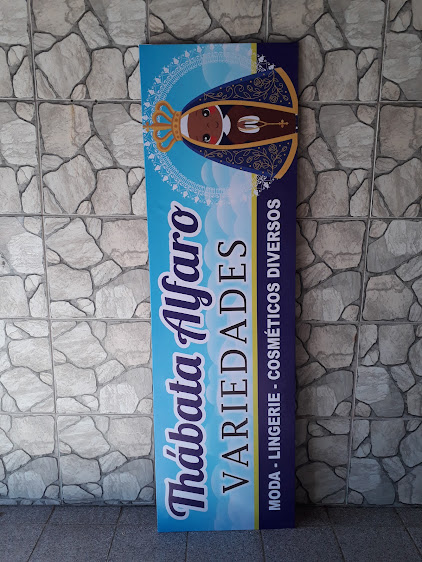 Thábata Alfaro
VARIEDADES
MODA - LINGERIE - COSMÉTICOS DIVERSOS